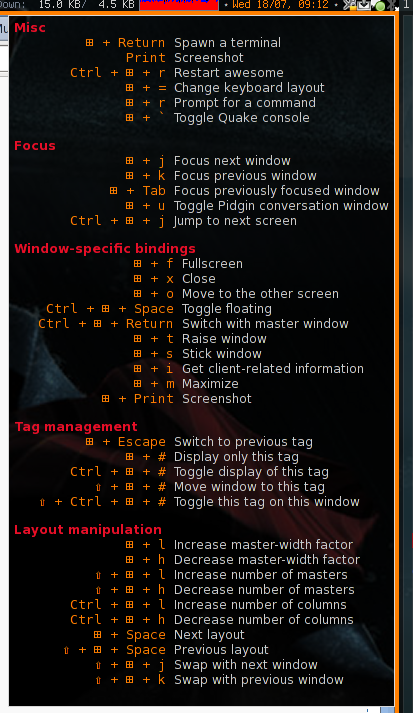 Down: 15.0 KB/ 4.5 KB Wed 18/07, 09:12 1
Misc
⊞ + Return Spawn a terminal
Print Screenshot
Ctrl + ⊞ + r Restart awesome
⊞ + = Change keyboard layout
⊞ + r Prompt for a command
⊞ + ` Toggle Quake console
Focus
⊞ + j Focus next window
⊞ + k Focus previous window
⊞ + Tab Focus previously focused window
⊞ + u Toggle Pidgin conversation window
Ctrl + ⊞ + j Jump to next screen
Window-specific bindings
⊞ + f Fullscreen
⊞ + x Close
⊞ + o Move to the other screen
Ctrl + ⊞ + Space Toggle floating
Ctrl + ⊞ + Return Switch with master window
⊞ + t Raise window
⊞ + s Stick window
⊞ + i Get client-related information
⊞ + m Maximize
⊞ + Print Screenshot
Tag management
⊞ + Escape Switch to previous tag
⊞ + # Display only this tag
Ctrl + ⊞ + # Toggle display of this tag
⇧ + ⊞ + # Move window to this tag
⇧ + Ctrl + ⊞ + # Toggle this tag on this window
Layout manipulation
⊞ + l Increase master-width factor
⊞ + h Decrease master-width factor
⇧ + ⊞ + l Increase number of masters
⇧ + ⊞ + h Decrease number of masters
Ctrl + ⊞ + l Increase number of columns
Ctrl + ⊞ + h Decrease number of columns
⊞ + Space Next layout
⇧ + ⊞ + Space Previous layout
⇧ + ⊞ + j Swap with next window
⇧ + ⊞ + k Swap with previous window